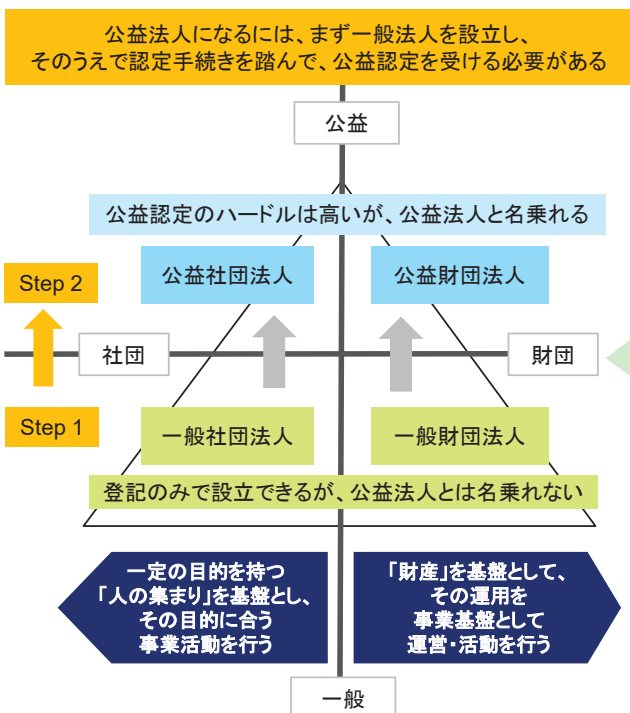 公益法人になるには、まず一般法人を設立し、
そのうえで認定手続きを踏んで、公益認定を受ける必要がある
公益
公益認定のハードルは高いが、公益法人と名乗れる
公益社団法人
公益財団法人
Step 2
社団
財団
Step 1
一般社団法人
一般財団法人
登記のみで設立できるが、公益法人とは名乗れない
一定の目的を持つ
「人の集まり」を基盤とし、
その目的に合う
事業活動を行う
「財産」を基盤として、
その運用を
事業基盤として
運営・活動を行う
一般